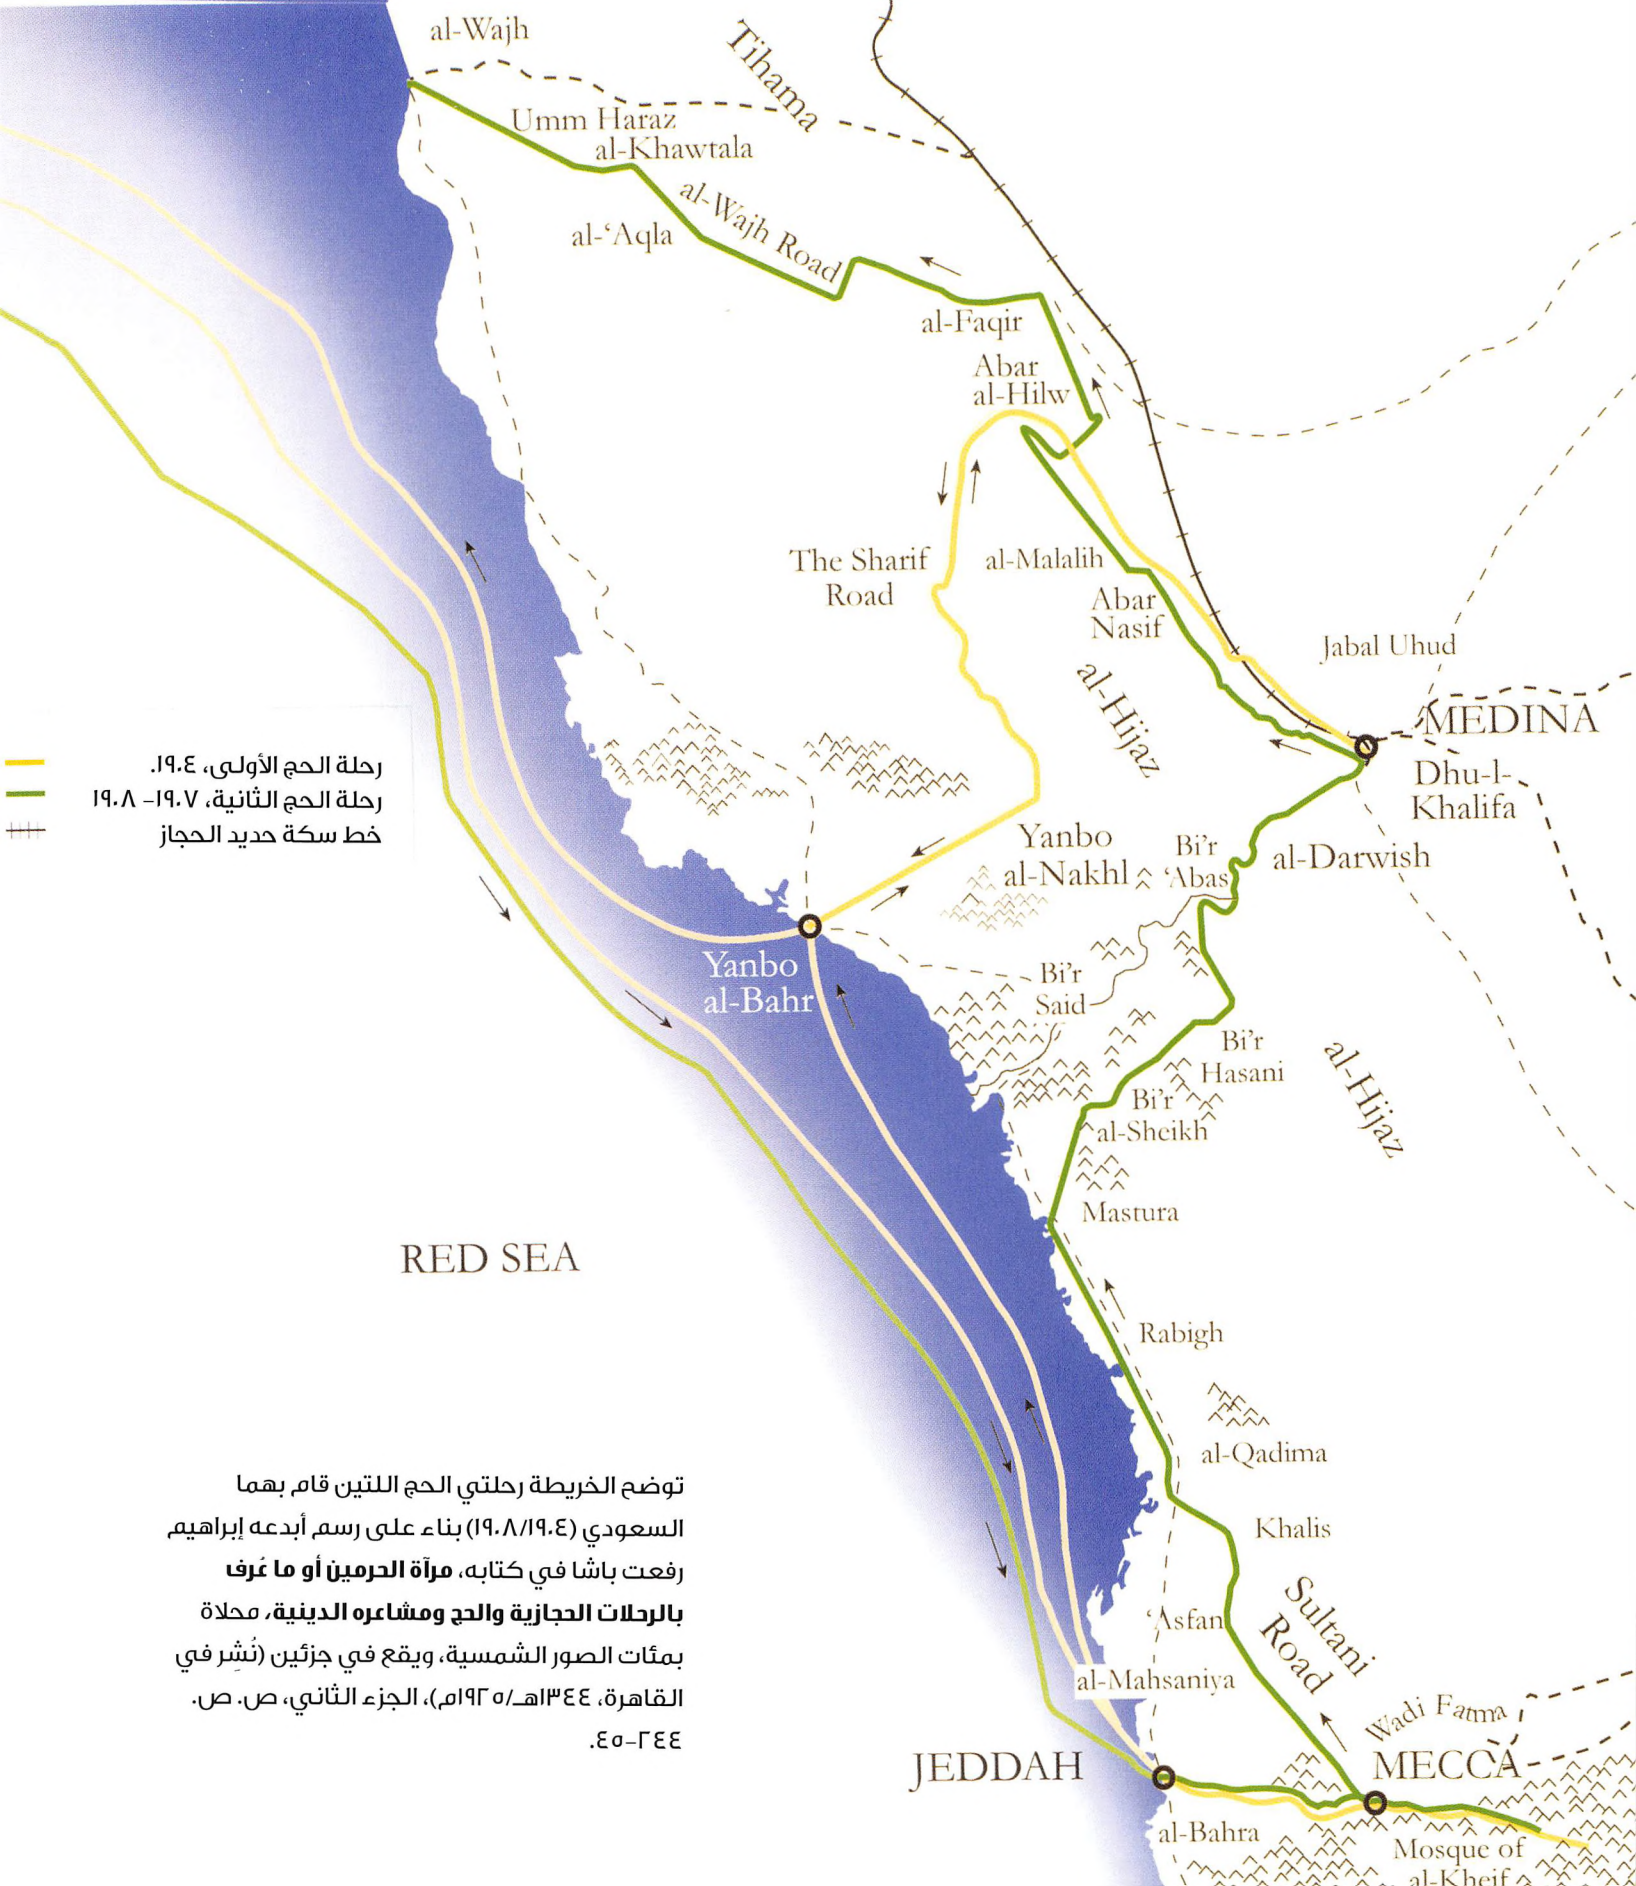 al-Wajh
Tihama
Umm Haraz
al-Khawtala
al-Wajh Road
al-‘Aqla
al-Faqir
Abar
al-Hilw
The Sharif
Road
al-Malalih
Abar
Nasif
Jabal Uhud
al-Hijaz
MEDINA
Dhu-l-
Khalifa
رحلة الحج الأولى، ١٩٠٤.
رحلة الحج الثانية، ١٩٠٧– ١٩٠٨
خط سكة حديد الحجاز
Yanbo
al-Nakhl
Bi’r
‘Abas
al-Darwish
Yanbo
al-Bahr
Bi’r
Said
Bi’r
Hasani
al-Hijaz
Bi’r
al-Sheikh
Mastura
RED SEA
Rabigh
al-Qadima
Khalis
توضح الخريطة رحلتي الحج اللتين قام بهما
السعودي (١٩٠٨/١٩٠٤) بناء على رسم أبدعه إبراهيم
رفعت باشا في كتابه، مرآة الحرمين أو ما عُرف
بالرحلات الحجازية والحج ومشاعره الدينية، محلاة
بمئات الصور الشمسية، ويقع في جزئين (نُشِر في
القاهرة، ١٣٤٤هـ/١٩٢٥م)، الجزء الثاني، ص. ص.
٢٤٤–٤٥.
‘Asfan
Sultani
Road
al-Mahsaniya
Wadi Fatma
JEDDAH
MECCA
al-Bahra
Mosque of
al-Kheif